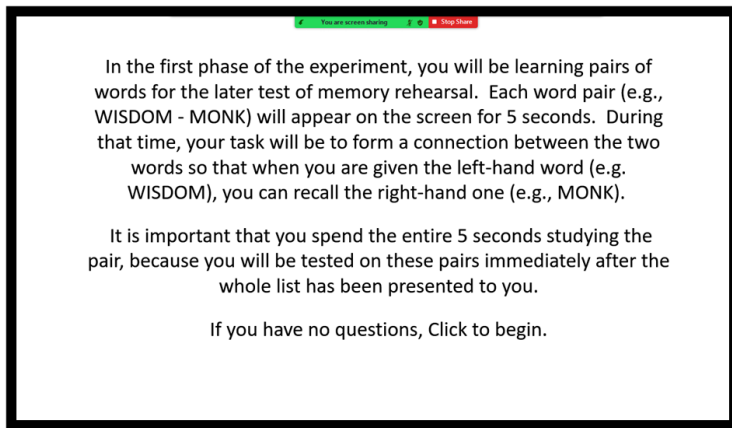 You are screen sharing Stop Share
In the first phase of the experiment, you will be learning pairs of
words for the later test of memory rehearsal. Each word pair (e.g.,
WISDOM - MONK) will appear on the screen for 5 seconds. During
that time, your task will be to form a connection between the two
words so that when you are given the left-hand word (e.g.
WISDOM), you can recall the right-hand one (e.g., MONK).
It is important that you spend the entire 5 seconds studying the
pair, because you will be tested on these pairs immediately after the
whole list has been presented to you.
If you have no questions, Click to begin.